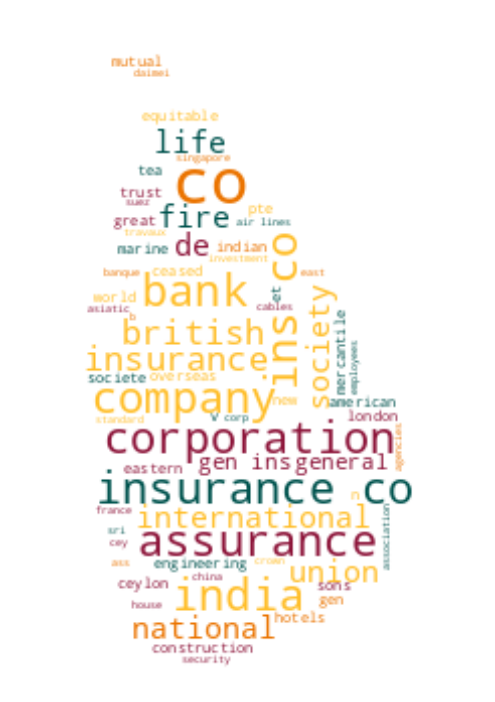 mutual
daimei
equitable
life
singapore
tea
co
trust
suez
great
fire
pte
air lines
travaux
marine
de
indian
ins co
investment
banque
ceased
east
bank
et
world
asiatic
cables
b
british
society
mercantile
employees
insurance
societe
overseas
company
new
american
standard
v
corp
london
corporation
agencies
eastern
gen ins
general
insurance co
n
france
international
association
sri
cey
assurance
ass
engineering
crown
union
china
ceylon
sons
india
house
gen
hotels
national
construction
security